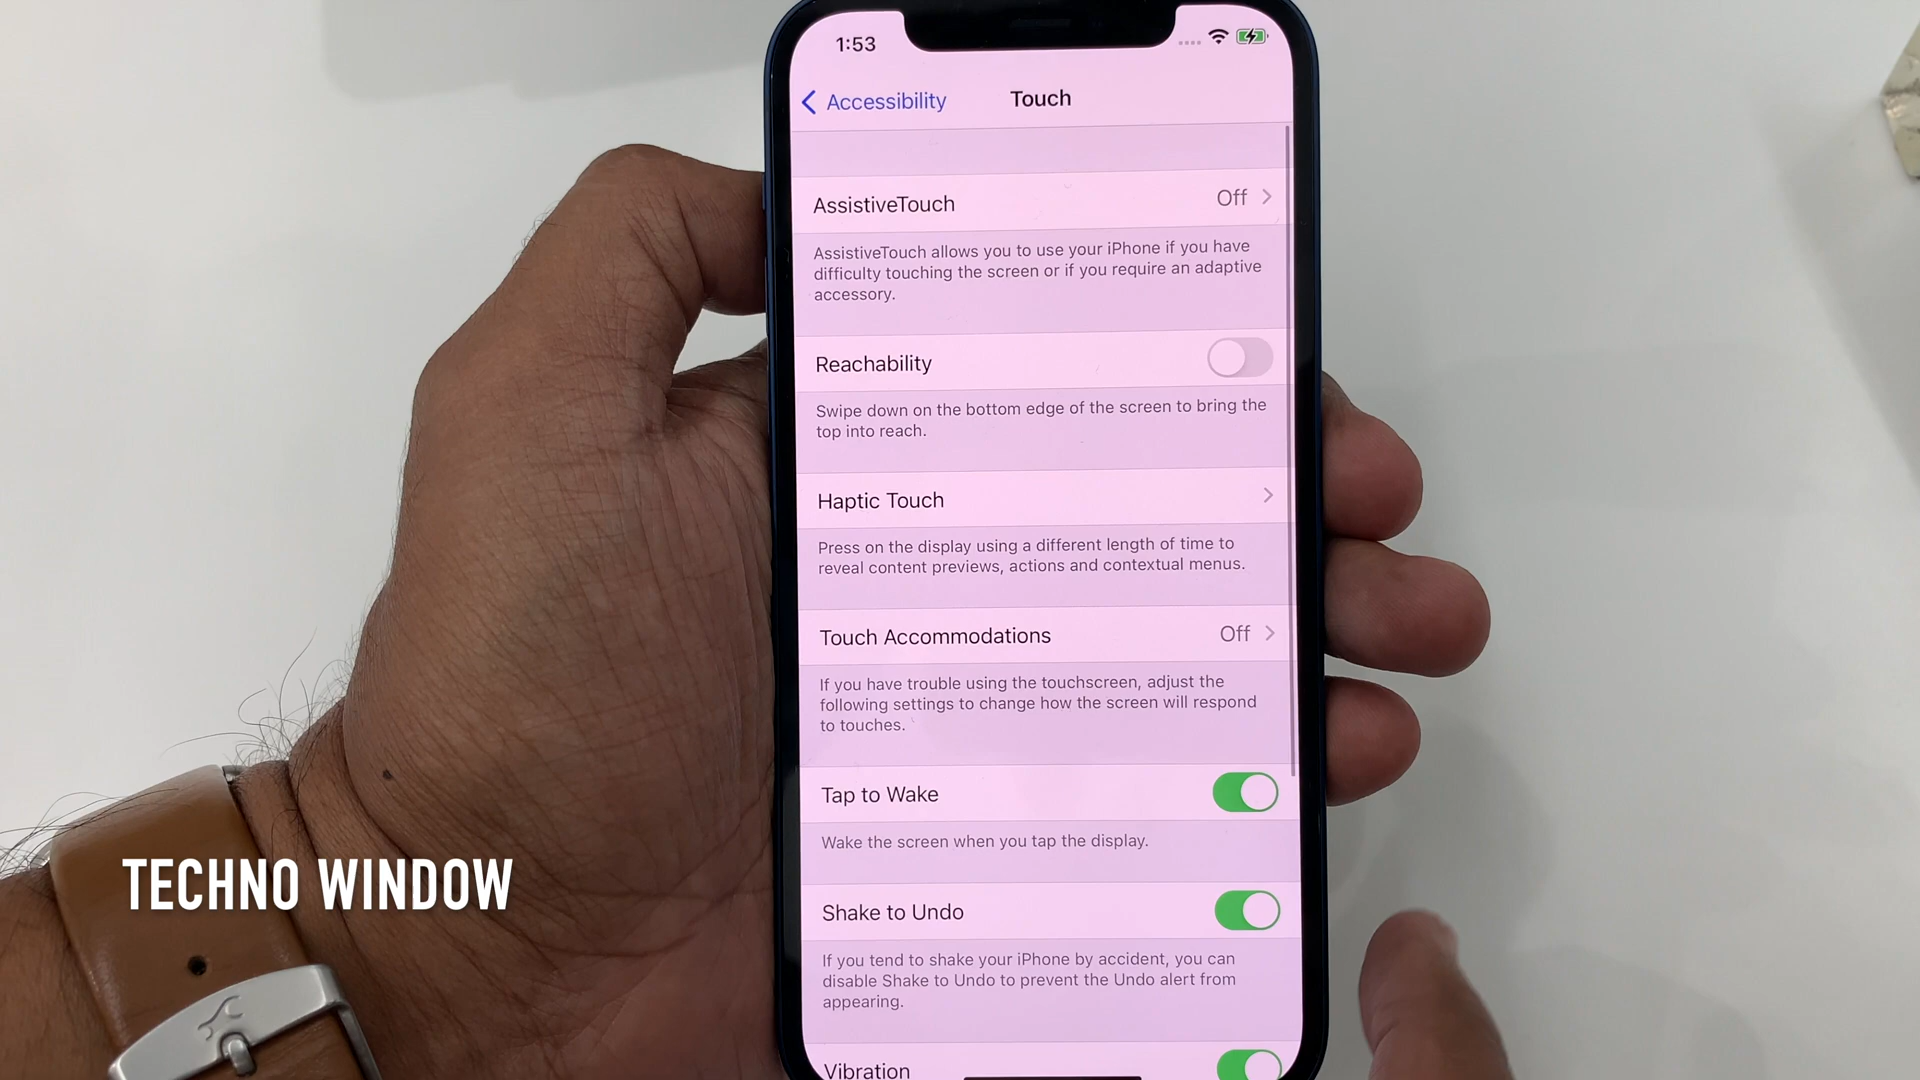 1:53
Accessibility
Touch
AssistiveTouch
Off
AssistiveTouch allows you to use your iPhone if you have
difficulty touching the screen or if you require an adaptive
accessory.
Reachability
Swipe down on the bottom edge of the screen to bring the
top into reach.
Haptic Touch
Press on the display using a different length of time to
reveal content previews, actions and contextual menus.
Touch Accommodations
Off
If you have trouble using the touchscreen, adjust the
following settings to change how the screen will respond
to touches.
Tap to Wake
Wake the screen when you tap the display.
Shake to Undo
If you tend to shake your iPhone by accident, you can
disable Shake to Undo to prevent the Undo alert from
appearing.
Vibration
TECHNO WINDOW